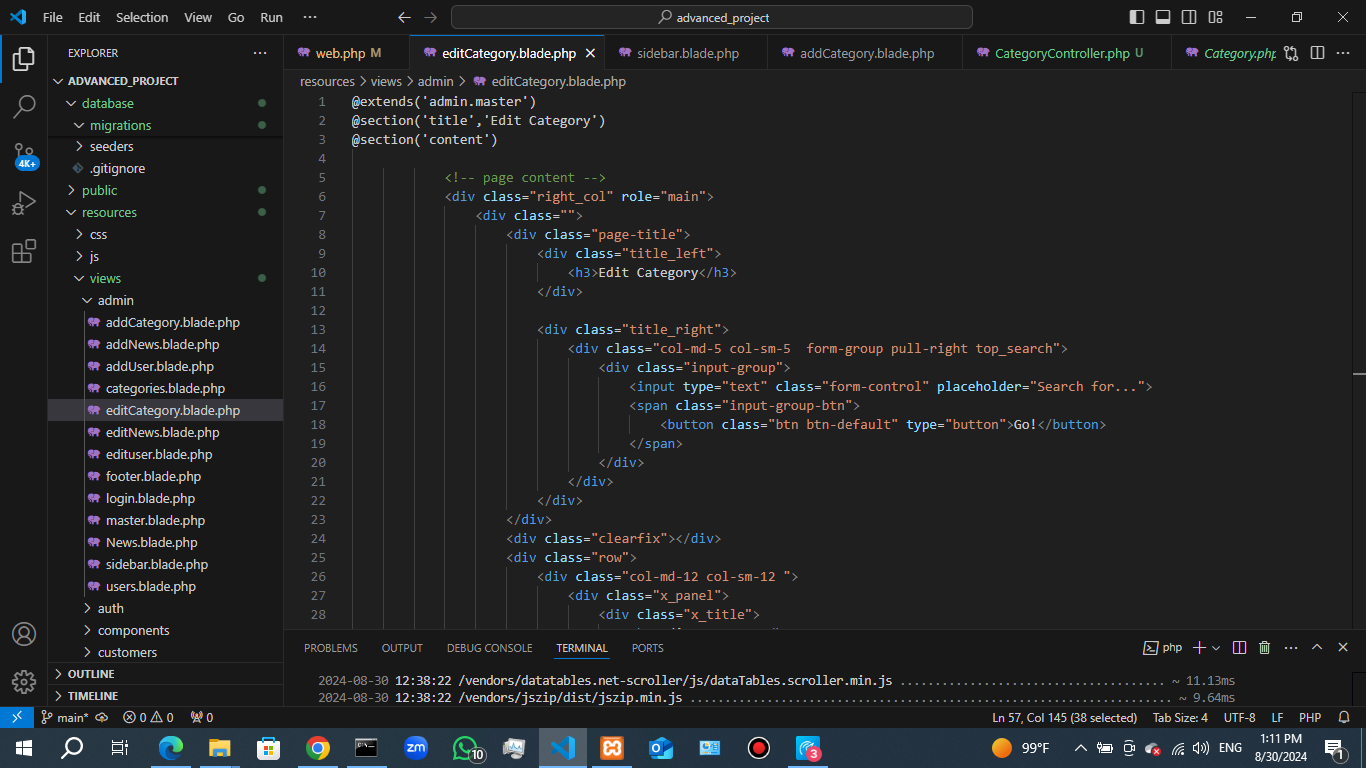 File Edit Selection View Go Run ··· advanced_project
EXPLORER ···
ADVANCED_PROJECT
database
migrations
seeders
.gitignore
public
resources
css
js
views
admin
addCategory.blade.php
addNews.blade.php
addUser.blade.php
categories.blade.php
editCategory.blade.php
editNews.blade.php
edituser.blade.php
footer.blade.php
login.blade.php
master.blade.php
News.blade.php
sidebar.blade.php
users.blade.php
auth
components
customers
OUTLINE
TIMELINE
4K+
web.php M editCategory.blade.php sidebar.blade.php addCategory.blade.php CategoryController.php U Category.php ···
resources > views > admin > editCategory.blade.php
1 @extends('admin.master')
2 @section('title','Edit Category')
3 @section('content')
4
5 <!-- page content -->
6 <div class="right_col" role="main">
7 <div class="">
8 <div class="page-title">
9 <div class="title_left">
10 <h3>Edit Category</h3>
11 </div>
12
13 <div class="title_right">
14 <div class="col-md-5 col-sm-5  form-group pull-right top_search">
15 <div class="input-group">
16 <input type="text" class="form-control" placeholder="Search for...">
17 <span class="input-group-btn">
18 <button class="btn btn-default" type="button">Go!</button>
19 </span>
20 </div>
21 </div>
22 </div>
23 </div>
24 <div class="clearfix"></div>
25 <div class="row">
26 <div class="col-md-12 col-sm-12 ">
27 <div class="x_panel">
28 <div class="x_title">
PROBLEMS OUTPUT DEBUG CONSOLE TERMINAL PORTS php ···
2024-08-30 12:38:22 /vendors/datatables.net-scroller/js/dataTables.scroller.min.js ................................... ~ 11.13ms
2024-08-30 12:38:22 /vendors/jszip/dist/jszip.min.js ............................................................... ~ 9.64ms
main* 0 0 0 Ln 57, Col 145 (38 selected) Tab Size: 4 UTF-8 LF PHP
zm 10 3 99°F ENG 1:11 PM
8/30/2024 1